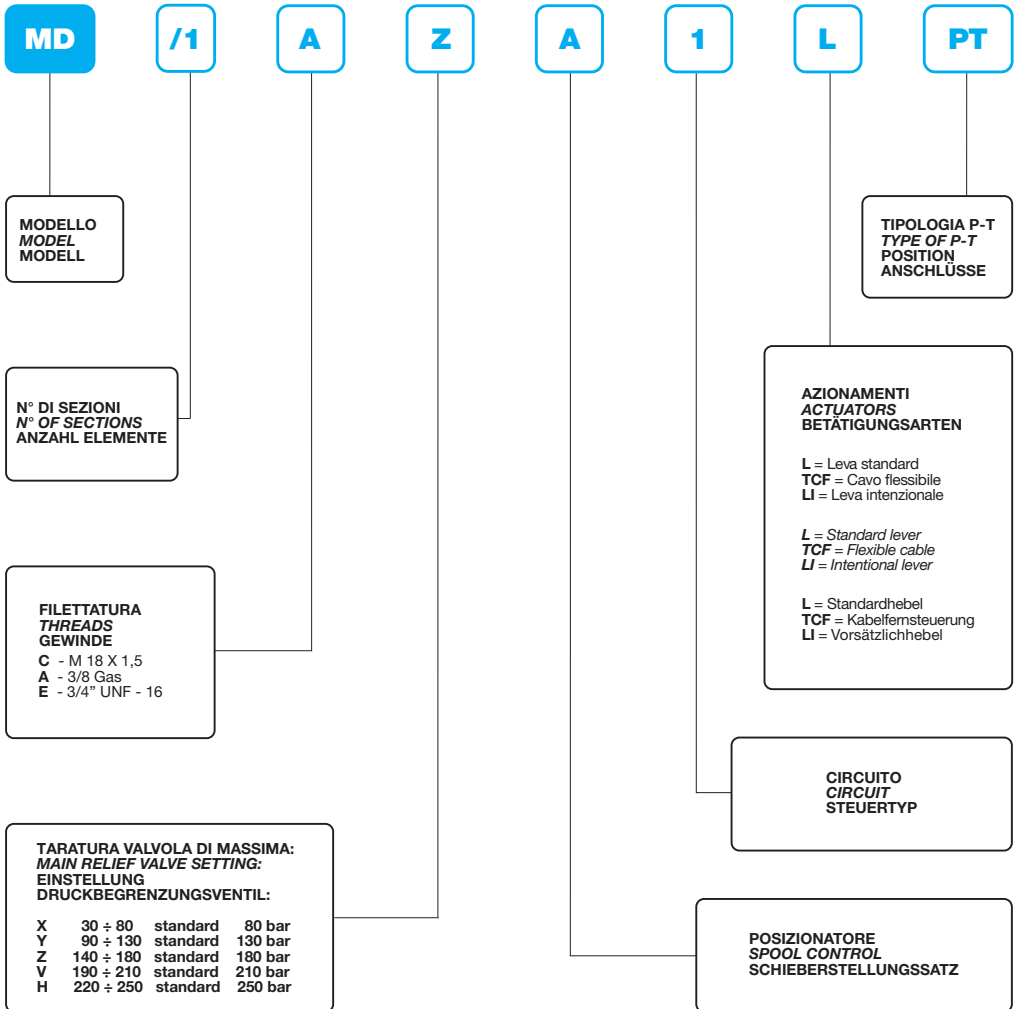 MD /1 A Z A 1 L PT
MODELLO
MODEL
MODELL
TIPOLOGIA P-T
TYPE OF P-T
POSITION
ANSCHLÜSSE
N° DI SEZIONI
N° OF SECTIONS
ANZAHL ELEMENTE
AZIONAMENTI
ACTUATORS
BETÄTIGUNGSARTEN
L = Leva standard
TCF = Cavo flessibile
LI = Leva intenzionale
L = Standard lever
TCF = Flexible cable
LI = Intentional lever
L = Standardhebel
TCF = Kabelfernsteuerung
LI = Vorsätzlichhebel
FILETTATURA
THREADS
GEWINDE
C - M 18 X 1,5
A - 3/8 Gas
E - 3/4” UNF - 16
CIRCUITO
CIRCUIT
STEUERTYP
TARATURA VALVOLA DI MASSIMA:
MAIN RELIEF VALVE SETTING:
EINSTELLUNG
DRUCKBEGRENZUNGSVENTIL:
X 30 ÷ 80 standard 80 bar
Y 90 ÷ 130 standard 130 bar
Z 140 ÷ 180 standard 180 bar
V 190 ÷ 210 standard 210 bar
H 220 ÷ 250 standard 250 bar
POSIZIONATORE
SPOOL CONTROL
SCHIEBERSTELLUNGSSATZ